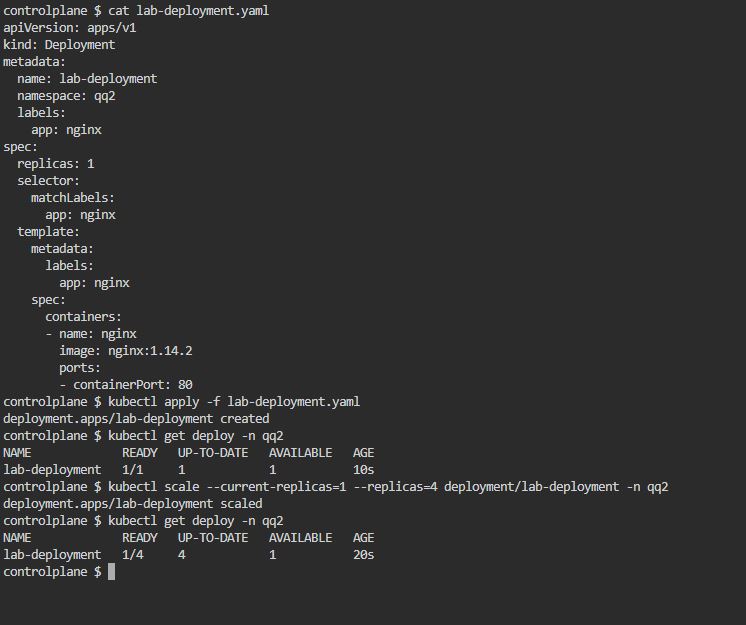 controlplane $ cat lab-deployment.yaml
apiVersion: apps/v1
kind: Deployment
metadata:
  name: lab-deployment
  namespace: qq2
  labels:
    app: nginx
spec:
  replicas: 1
  selector:
    matchLabels:
      app: nginx
  template:
    metadata:
      labels:
        app: nginx
    spec:
      containers:
      - name: nginx
        image: nginx:1.14.2
        ports:
        - containerPort: 80
controlplane $ kubectl apply -f lab-deployment.yaml
deployment.apps/lab-deployment created
controlplane $ kubectl get deploy -n qq2
NAME             READY   UP-TO-DATE   AVAILABLE   AGE
lab-deployment   1/1     1            1           10s
controlplane $ kubectl scale --current-replicas=1 --replicas=4 deployment/lab-deployment -n qq2
deployment.apps/lab-deployment scaled
controlplane $ kubectl get deploy -n qq2
NAME             READY   UP-TO-DATE   AVAILABLE   AGE
lab-deployment   1/4     4            1           20s
controlplane $